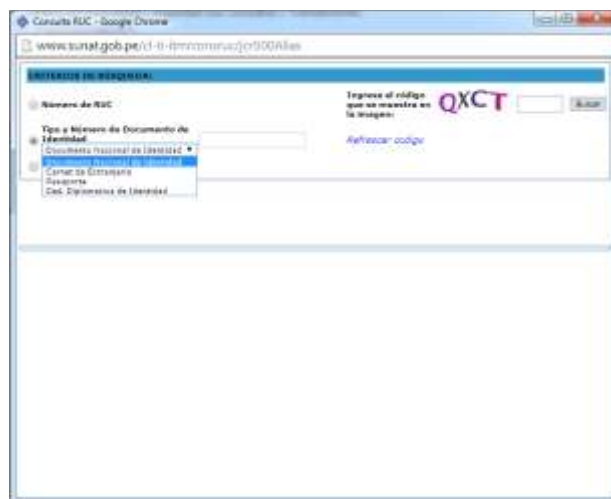 Consulta RUC - Google Chrome
www.sunat.gob.pe/
CRITERIOS DE BÚSQUEDA:
Número de RUC
Ingrese el código
que se muestra en
la imagen:
QXCT
Buscar
Tipo y Número de Documento de
Identidad
Refrescar codigo
Documento Nacional de Identidad
Documento Nacional de Identidad
Carnet de Extranjeria
Pasaporte
Ced. Diplomatica de Identidad